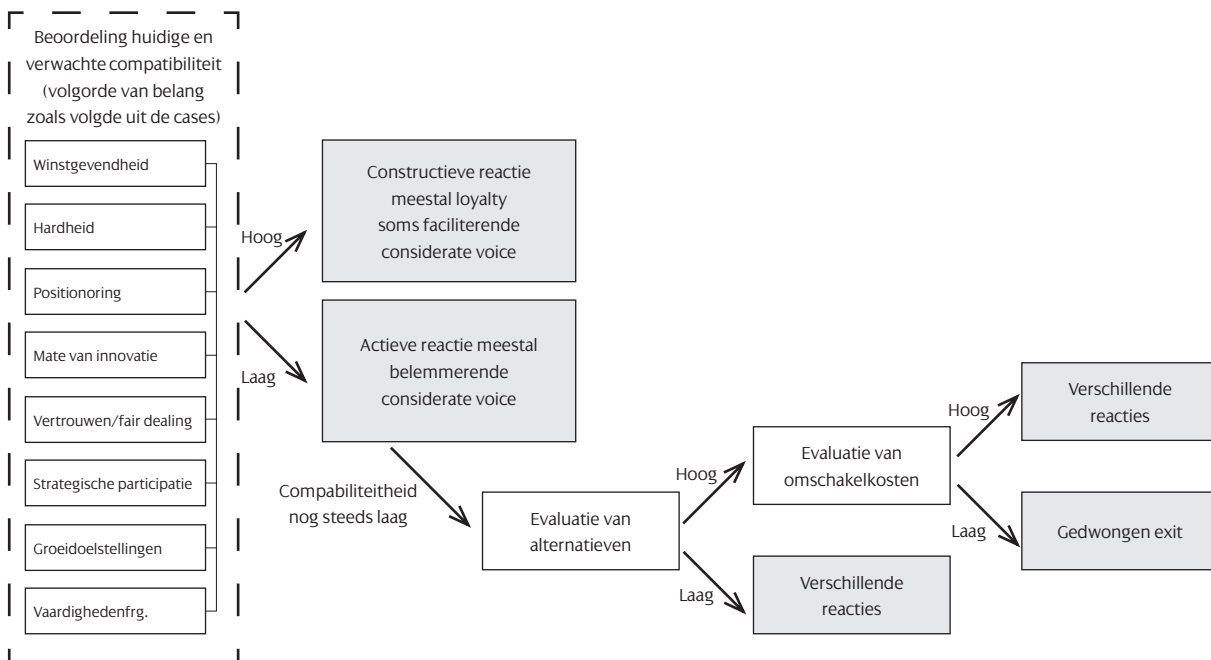 Beoordeling huidige en
verwachte compatibiliteit
(volgorde van belang
zoals volgde uit de cases)
Winstgevendheid
Hardheid
Positionoring
Mate van innovatie
Vertrouwen/fair dealing
Strategische participatie
Groeidoelstellingen
Vaardighedenfrg.
Hoog
Laag
Constructieve reactie
meestal loyalty
soms faciliterende
considerate voice
Actieve reactie meestal
belemmerende
considerate voice
Compabiliteitheid
nog steeds laag
Evaluatie van
alternatieven
Hoog
Laag
Evaluatie van
omschakelkosten
Verschillende
reacties
Hoog
Laag
Verschillende
reacties
Gedwongen exit